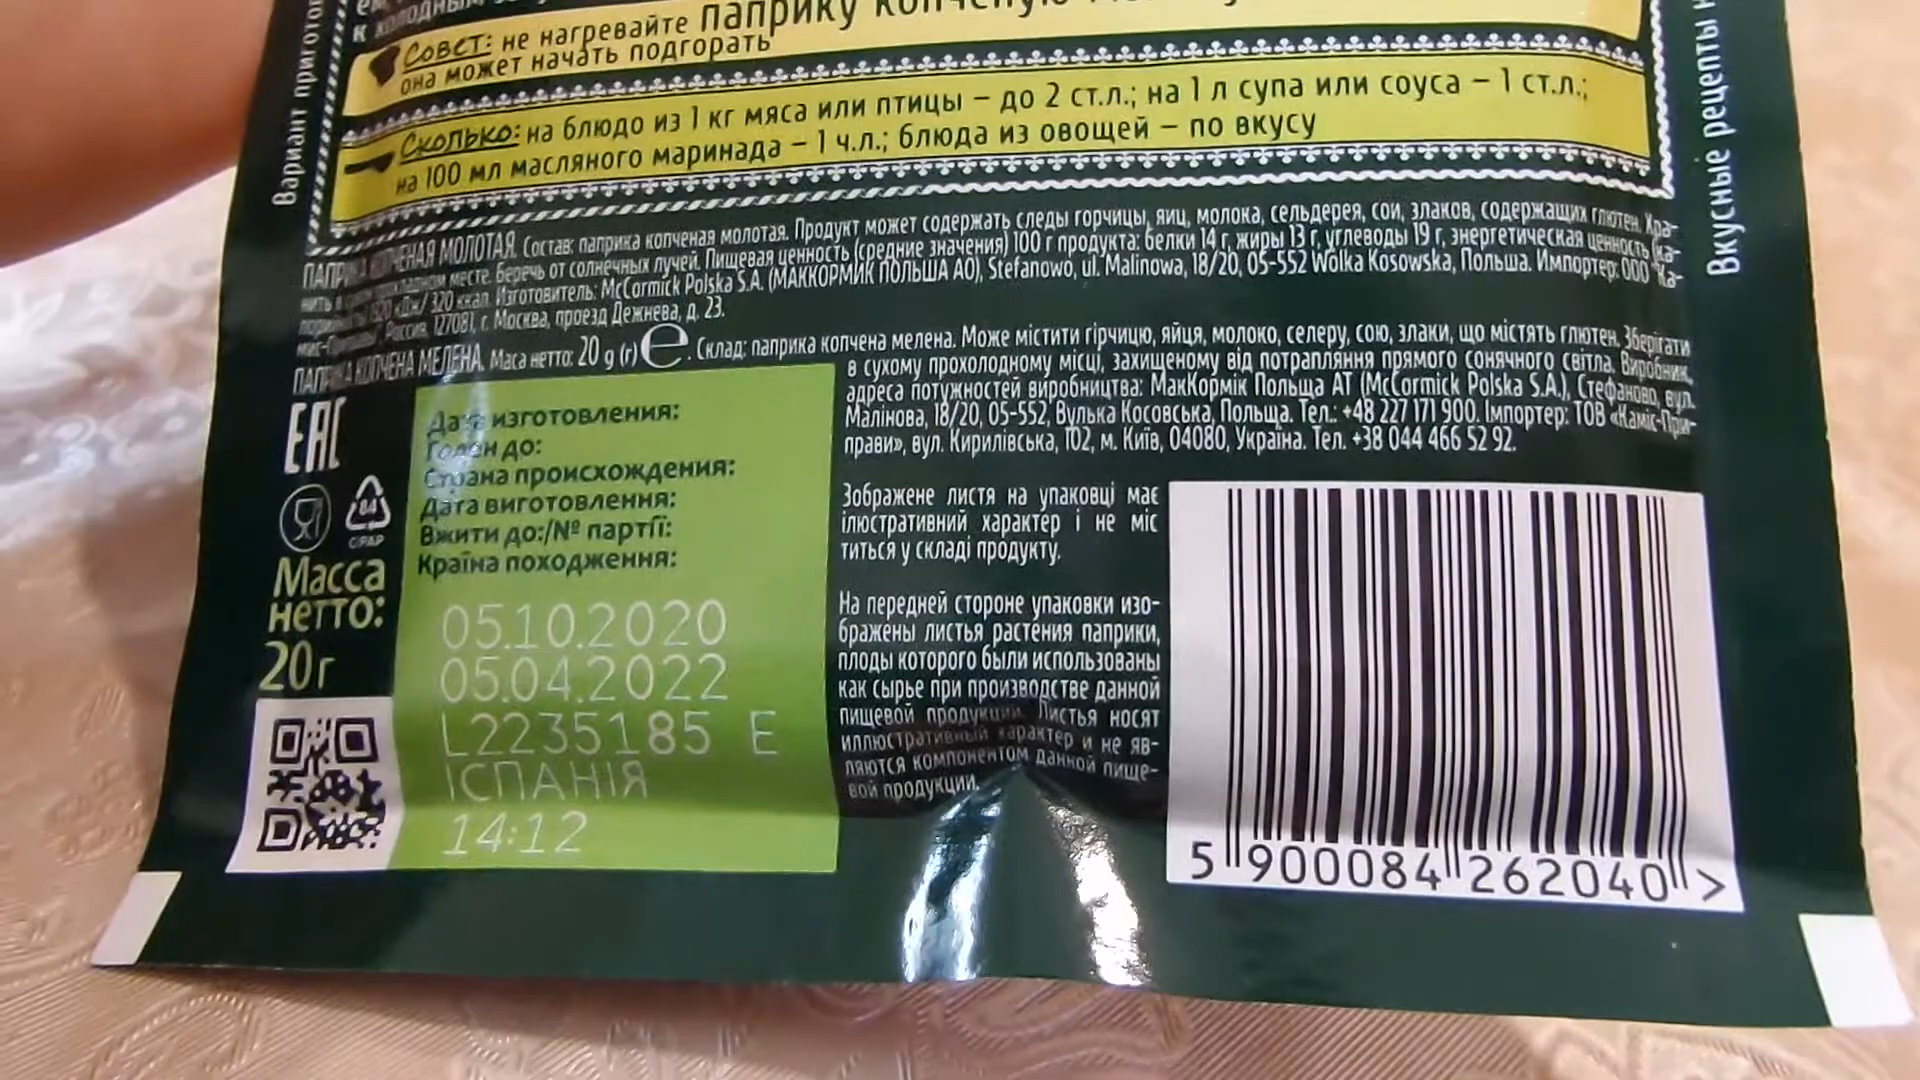 к холодным
Совет: не нагревайте паприку копченую
она может начать подгорать
Сколько: на блюдо из 1 кг мяса или птицы – до 2 ст.л.; на 1 л супа или соуса – 1 ст.л.;
на 100 мл масляного маринада – 1 ч.л.; блюда из овощей – по вкусу
Вариант
Вкусные рецепты
ПАПРИКА КОПЧЕНАЯ МОЛОТАЯ. Состав: паприка копченая молотая. Продукт может содержать следы горчицы, яиц, молока, сельдерея, сои, злаков, содержащих глютен. Хра-
нить в прохладном месте. Беречь от солнечных лучей. Пищевая ценность (средние значения) 100 г продукта: белки 14 г, жиры 13 г, углеводы 19 г, энергетическая ценность (ка-
320 ккал. Изготовитель: McCormick Polska S.A. (МАККОРМИК ПОЛЬША АО), Stefanowo, ul. Malinowa, 18/20, 05-552 Wolka Kosowska, Польша. Импортер: ООО "Ка-
Россия, 127081, г. Москва, проезд Дежнева, д. 23.
ПАПРИКА КОПЧЕНА МЕЛЕНА. Маса нетто: 20 g (г) e. Склад: паприка копчена мелена. Може містити гірчицю, яйця, молоко, селеру, сою, злаки, що містять глютен. Зберігати
в сухому прохолодному місці, захищеному від потрапляння прямого сонячного світла. Виробник,
адреса потужностей виробництва: МакКормік Польща АТ (McCormick Polska S.A.), Стефаново, вул.
Малінова, 18/20, 05-552, Вулька Косовська, Польща. Тел.: +48 227 171 900. Імпортер: ТОВ «Каміс-При-
прави», вул. Кирилівська, 102, м. Київ, 04080, Україна. Тел. +38 044 466 52 92.
EAC
84
C/PAP
Масса
нетто:
20г
Дата изготовления:
Годен до:
Страна происхождения:
Дата виготовлення:
Вжити до:/№ партії:
Країна походження:
05.10.2020
05.04.2022
L2235185 E
ІСПАНІЯ
14:12
Зображене листя на упаковці має
ілюстративний характер і не міс
титься у складі продукту.
На передней стороне упаковки изо-
бражены листья растения паприки,
плоды которого были использованы
как сырье при производстве данной
пищевой продукции. Листья носят
иллюстративный характер и не яв-
ляются компонентом данной пище-
вой продукции.
5 900084 262040 >